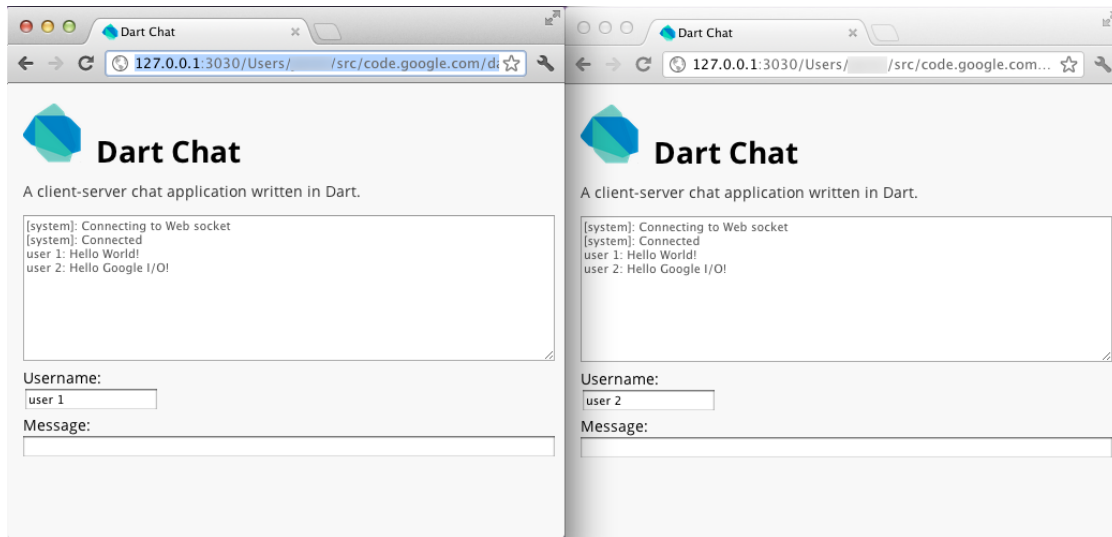 Dart Chat
127.0.0.1:3030/Users/ /src/code.google.com/da
Dart Chat
A client-server chat application written in Dart.
[system]: Connecting to Web socket
[system]: Connected
user 1: Hello World!
user 2: Hello Google I/O!
Username:
user 1
Message:
Dart Chat
127.0.0.1:3030/Users/ /src/code.google.com...
Dart Chat
A client-server chat application written in Dart.
[system]: Connecting to Web socket
[system]: Connected
user 1: Hello World!
user 2: Hello Google I/O!
Username:
user 2
Message: